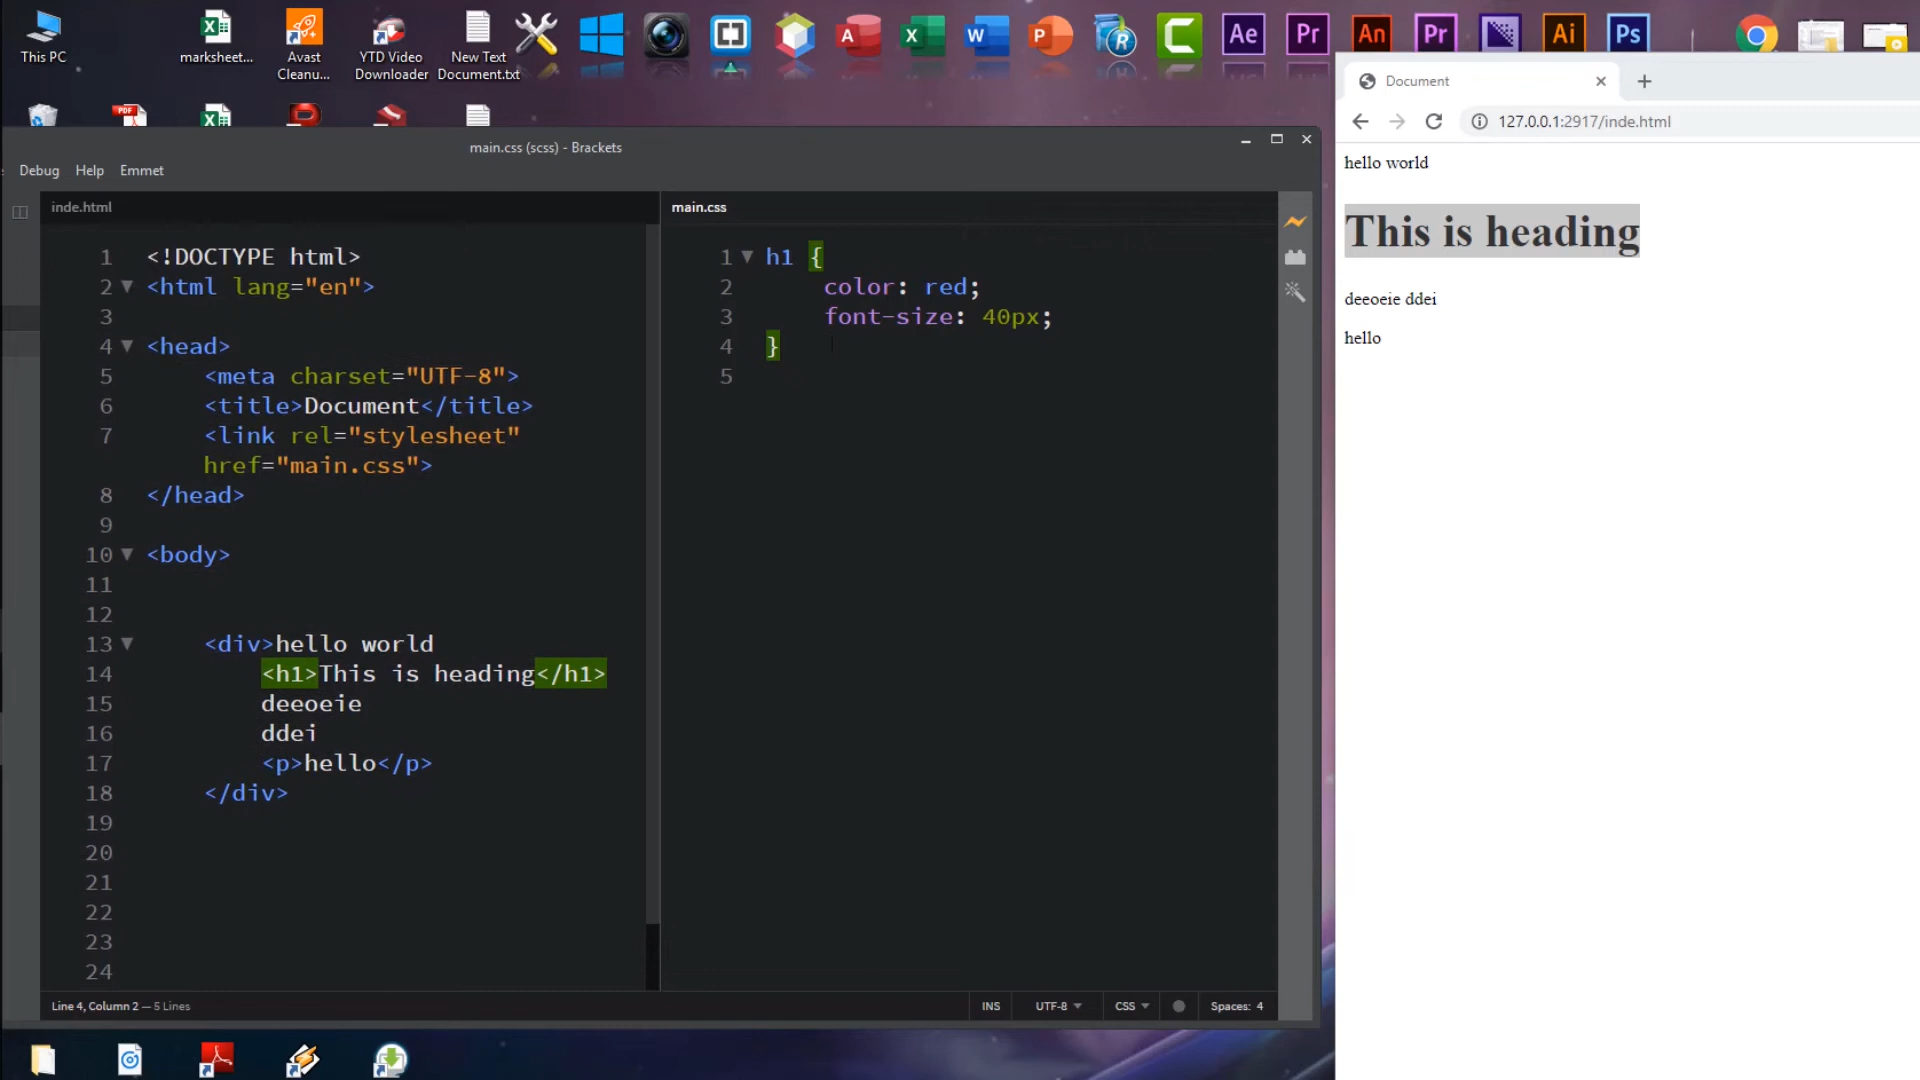 This PC
marksheet...
Avast
Cleanu...
YTD Video
Downloader
New Text
Document.txt
A
X
W
P
R
C
Ae
Pr
An
Pr
Ai
Ps
PDF
X
Document
127.0.0.1:2917/inde.html
main.css (scss) - Brackets
Debug Help Emmet
inde.html
1 <!DOCTYPE html>
2 <html lang="en">
3
4 <head>
5 <meta charset="UTF-8">
6 <title>Document</title>
7 <link rel="stylesheet"
href="main.css">
8 </head>
9
10 <body>
11
12
13 <div>hello world
14 <h1>This is heading</h1>
15 deeoeie
16 ddei
17 <p>hello</p>
18 </div>
19
20
21
22
23
24
main.css
1 h1 {
2 color: red;
3 font-size: 40px;
4 }
5
hello world
This is heading
deeoeie ddei
hello
Line 4, Column 2 — 5 Lines
INS UTF-8 CSS Spaces: 4